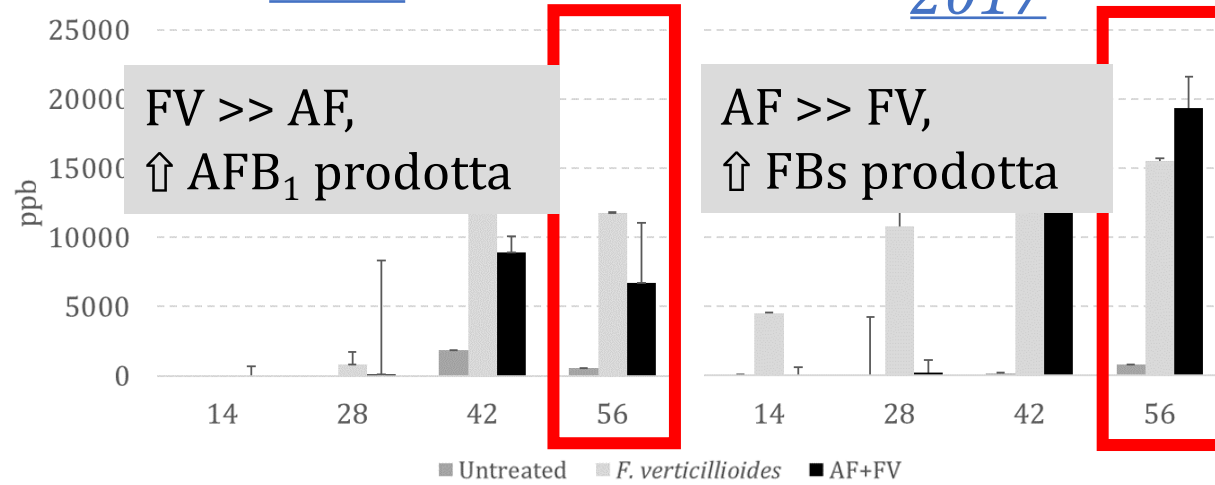 2017
25000
20000
15000
10000
5000
0
ppb
FV >> AF,
⇧ AFB₁ prodotta
AF >> FV,
⇧ FBs prodotta
14 28 42 56
14 28 42 56
Untreated F. verticillioides AF+FV